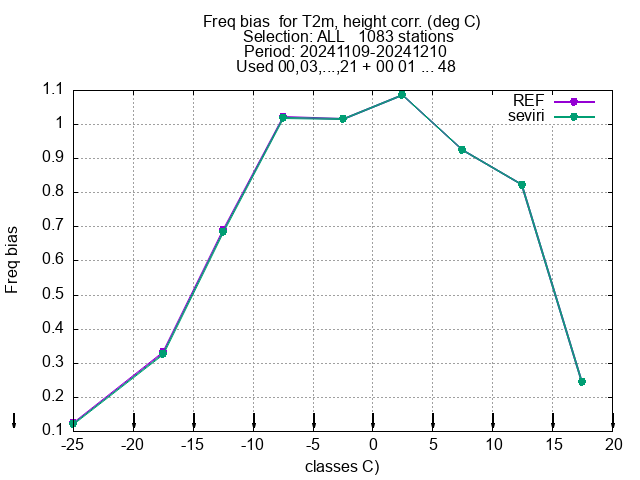 Freq bias  for T2m, height corr. (deg C)
Selection: ALL   1083 stations
Period: 20241109-20241210
Used 00,03,...,21 + 00 01 ... 48
REF
seviri
1.1
1
0.9
0.8
0.7
0.6
0.5
0.4
0.3
0.2
0.1
Freq bias
-25 -20 -15 -10 -5 0 5 10 15 20
classes C)